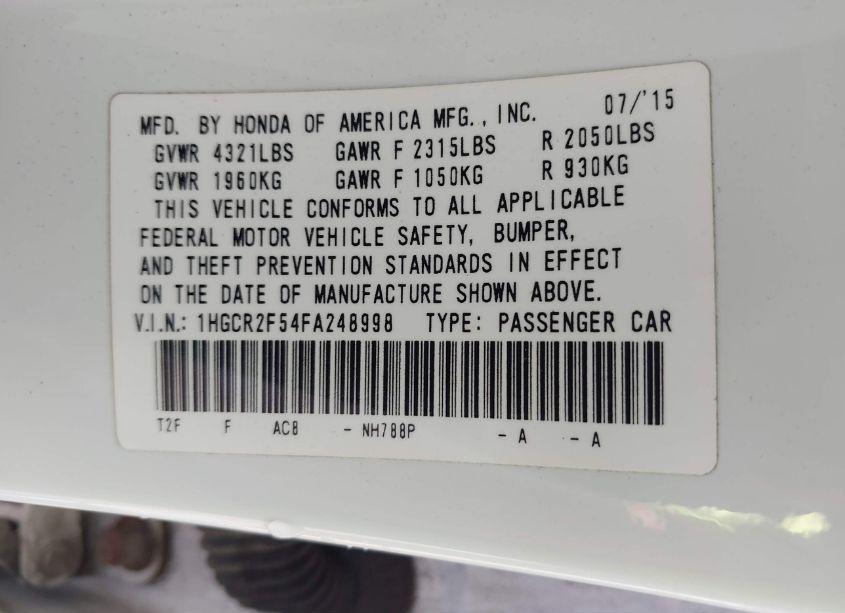 MFD. BY HONDA OF AMERICA MFG., INC. 07/'15
GVWR 4321LBS GAWR F 2315LBS R 2050LBS
GVWR 1960KG GAWR F 1050KG R 930KG
THIS VEHICLE CONFORMS TO ALL APPLICABLE
FEDERAL MOTOR VEHICLE SAFETY, BUMPER,
AND THEFT PREVENTION STANDARDS IN EFFECT
ON THE DATE OF MANUFACTURE SHOWN ABOVE.
V.I.N.: 1HGCR2F54FA248998 TYPE: PASSENGER CAR
T2F F AC8 - NH788P - A - A